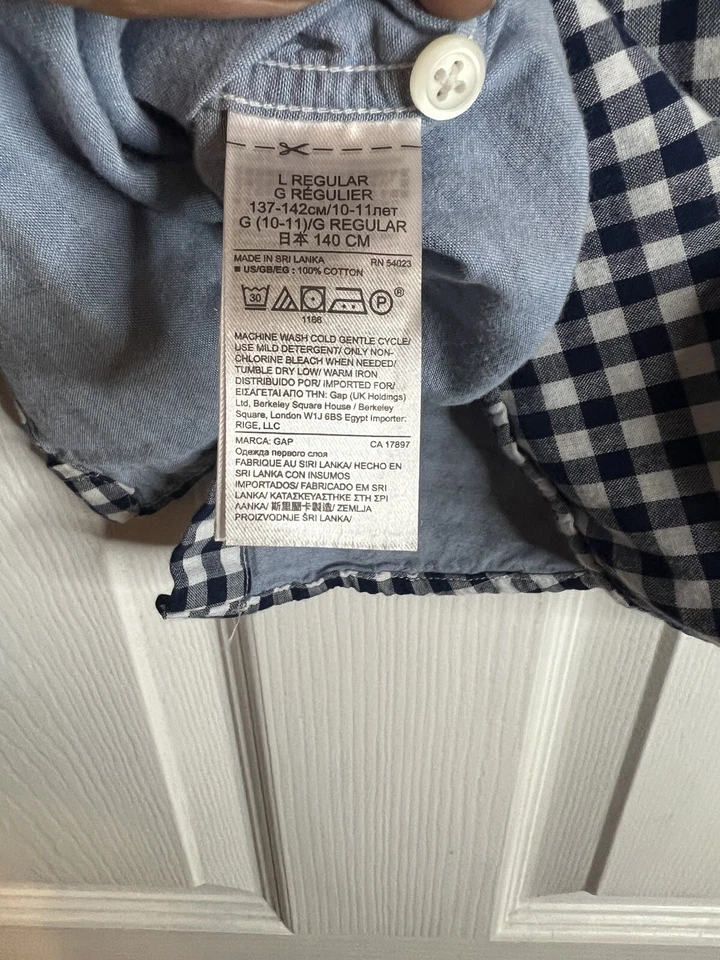 L REGULAR
G RÉGULIER
137-142см/10-11лет
G (10-11)/G REGULAR
日本 140 CM
MADE IN SRI LANKA RN 54023
■ US/GB/EG : 100% COTTON
30 P ®
1186
MACHINE WASH COLD GENTLE CYCLE/
USE MILD DETERGENT/ ONLY NON-
CHLORINE BLEACH WHEN NEEDED/
TUMBLE DRY LOW/ WARM IRON
DISTRIBUIDO POR/ IMPORTED FOR/
ΕΙΣΑΓΕΤΑΙ ΑΠΟ ΤΗΝ: Gap (UK Holdings)
Ltd, Berkeley Square House / Berkeley
Square, London W1J 6BS Egypt Importer:
RIGE, LLC
MARCA: GAP CA 17897
Одежда первого слоя
FABRIQUE AU SIRI LANKA/ HECHO EN
SRI LANKA CON INSUMOS
IMPORTADOS/ FABRICADO EM SRI
LANKA/ ΚΑΤΑΣΚΕΥΑΣΤΗΚΕ ΣΤΗ ΣΡΙ
ΛΑΝΚΑ/ 斯里蘭卡製造/ ZEMLJA
PROIZVODNJE ŠRI LANKA/